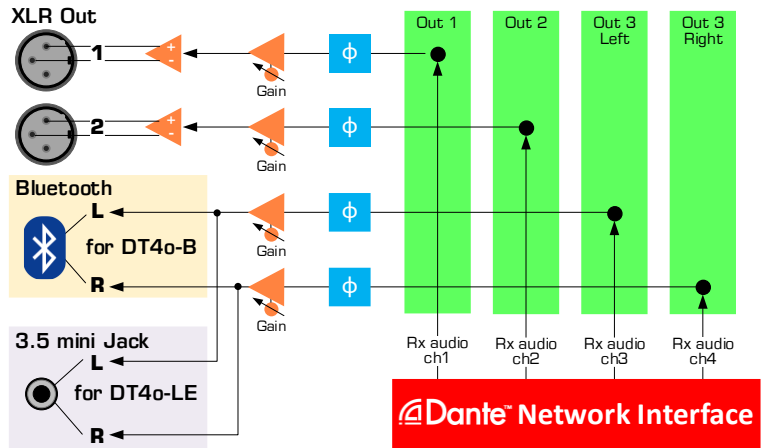 XLR Out
1
+
-
Gain
ϕ
Out 1
Out 2
Out 3
Left
Out 3
Right
2
+
-
Gain
ϕ
Bluetooth
L
for DT4o-B
R
Gain
ϕ
Gain
ϕ
3.5 mini Jack
L
for DT4o-LE
R
Rx audio
ch1
Rx audio
ch2
Rx audio
ch3
Rx audio
ch4
Dante™ Network Interface